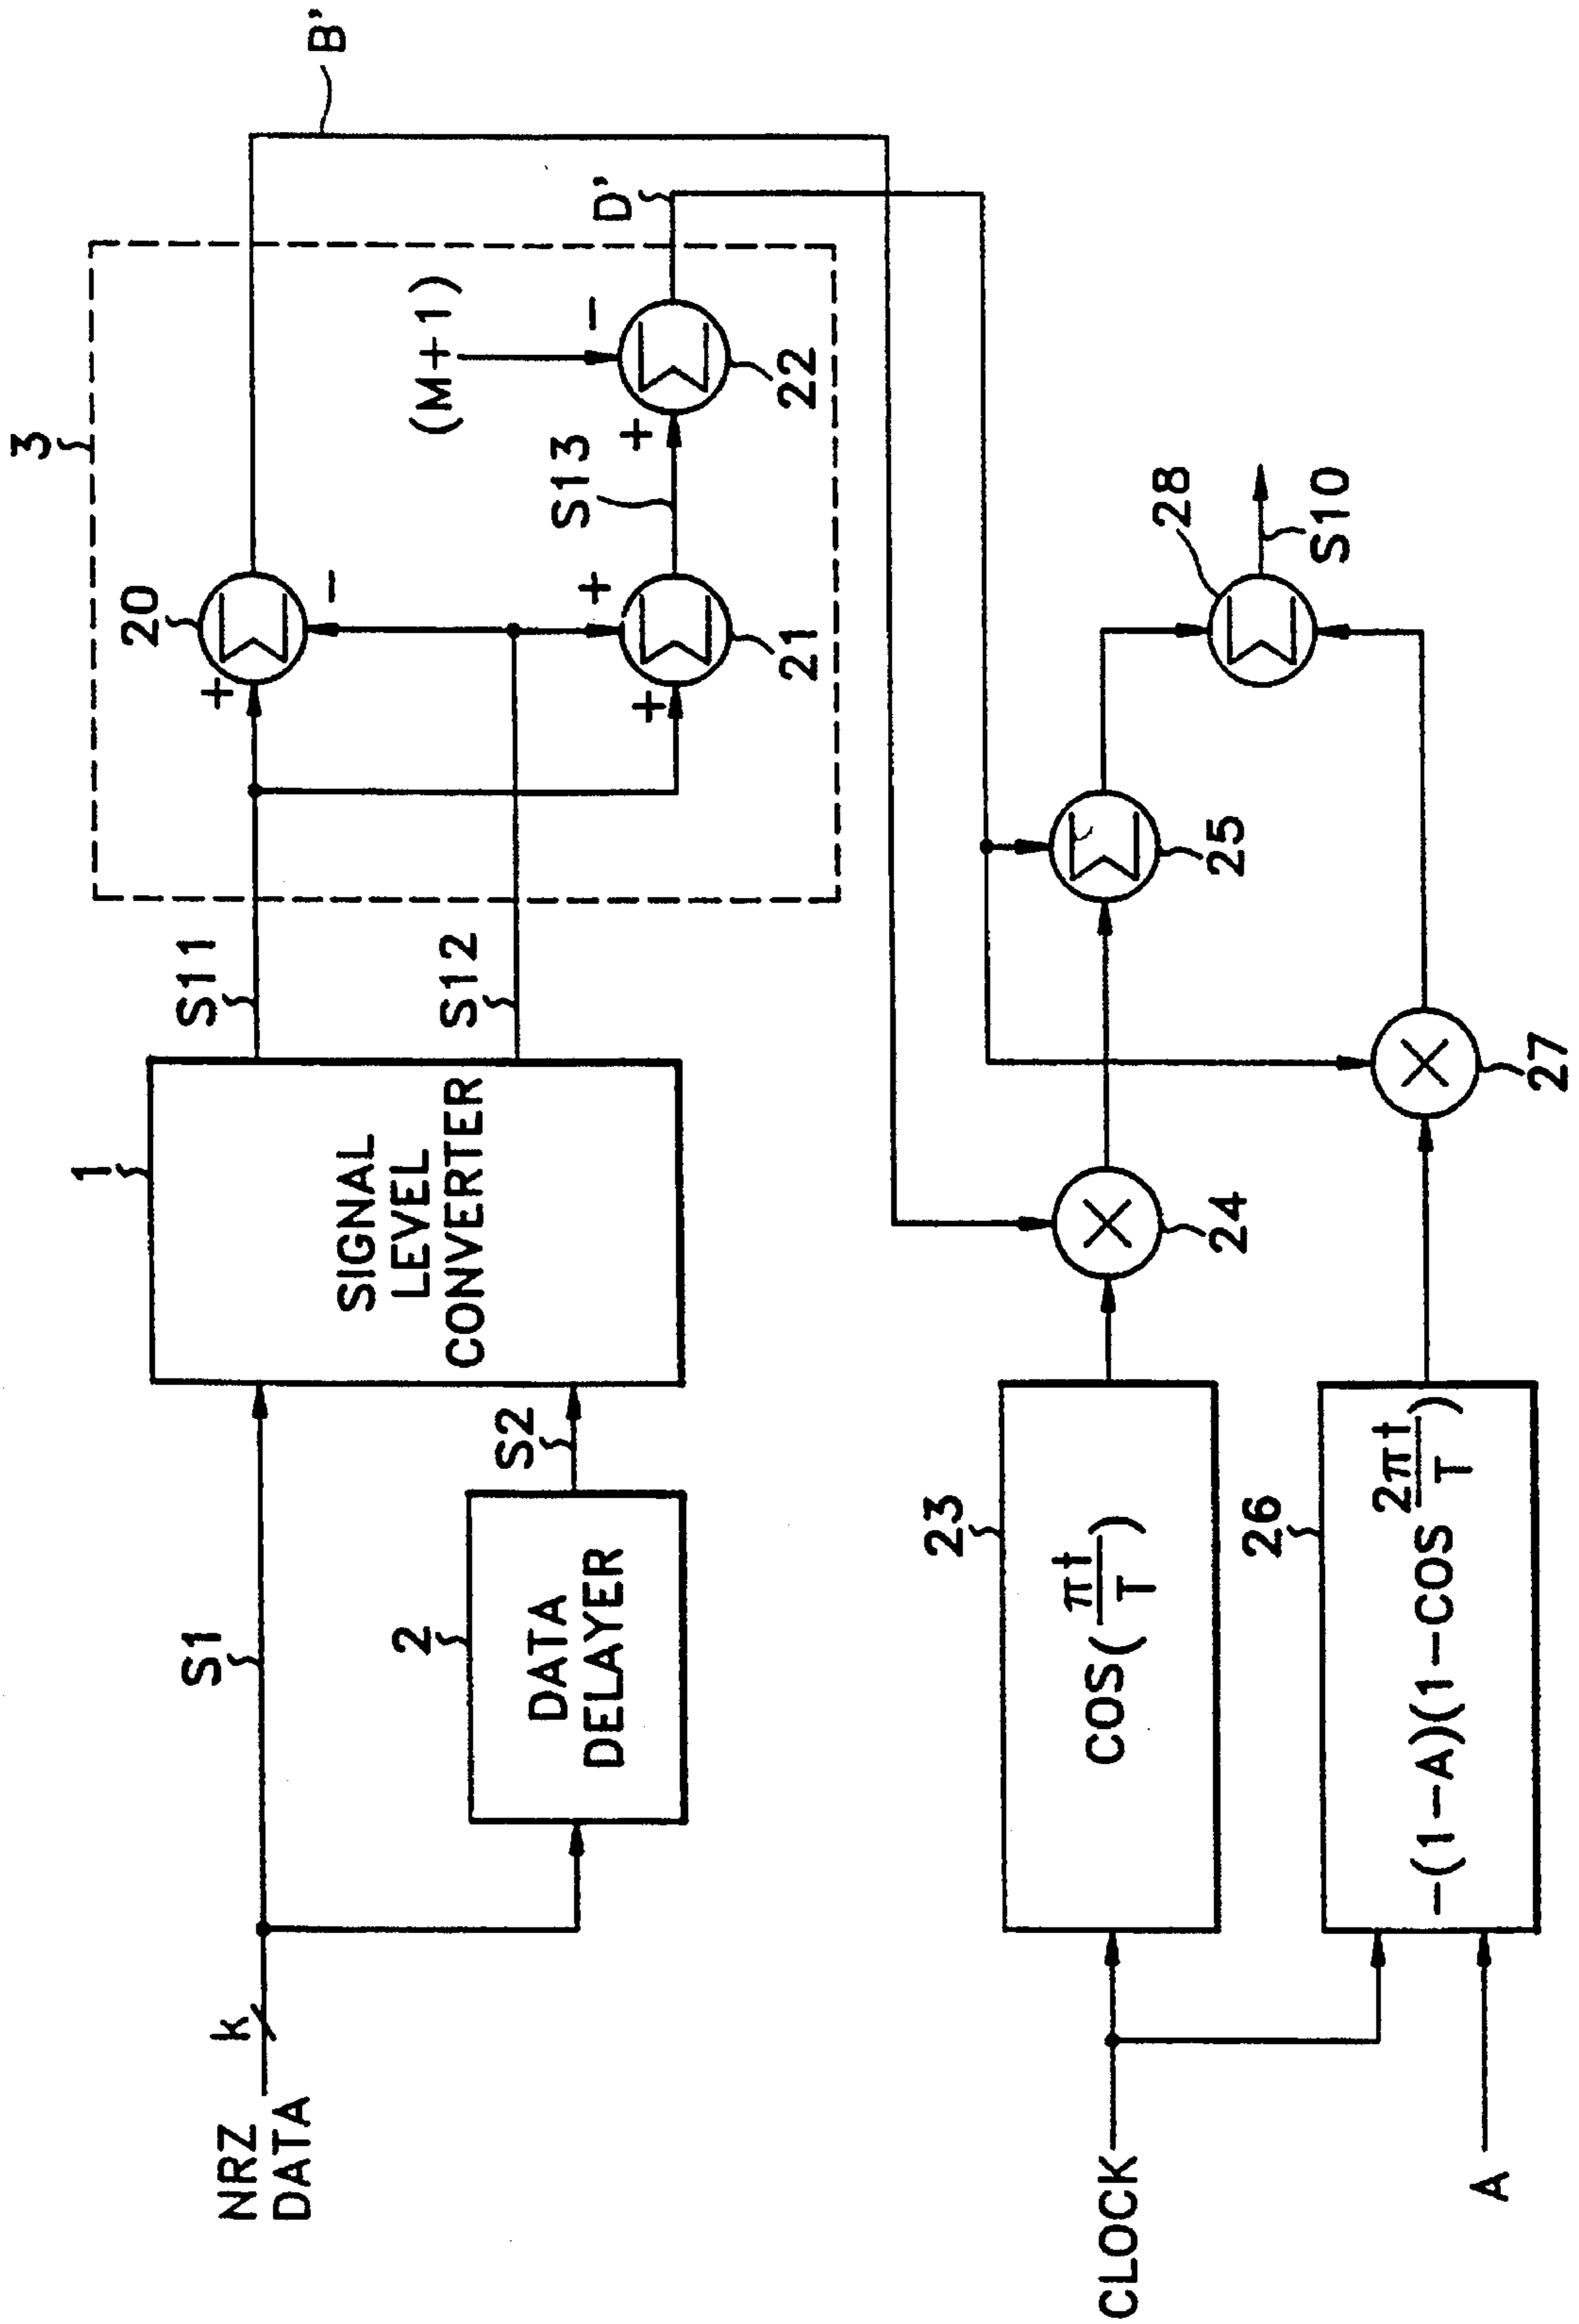 3
B'
20
+
-
(M+1)
D'
-
S11
S13
+
22
1
+
+
21
S12
SIGNAL
LEVEL
CONVERTER
S1
S2
2
DATA
DELAYER
k
NRZ
DATA
23
COS(πt/T)
24
25
28
S10
26
-(1-A)(1-COS 2πt/T)
27
CLOCK
A
Σ
Σ
Σ
Σ
Σ
×
×